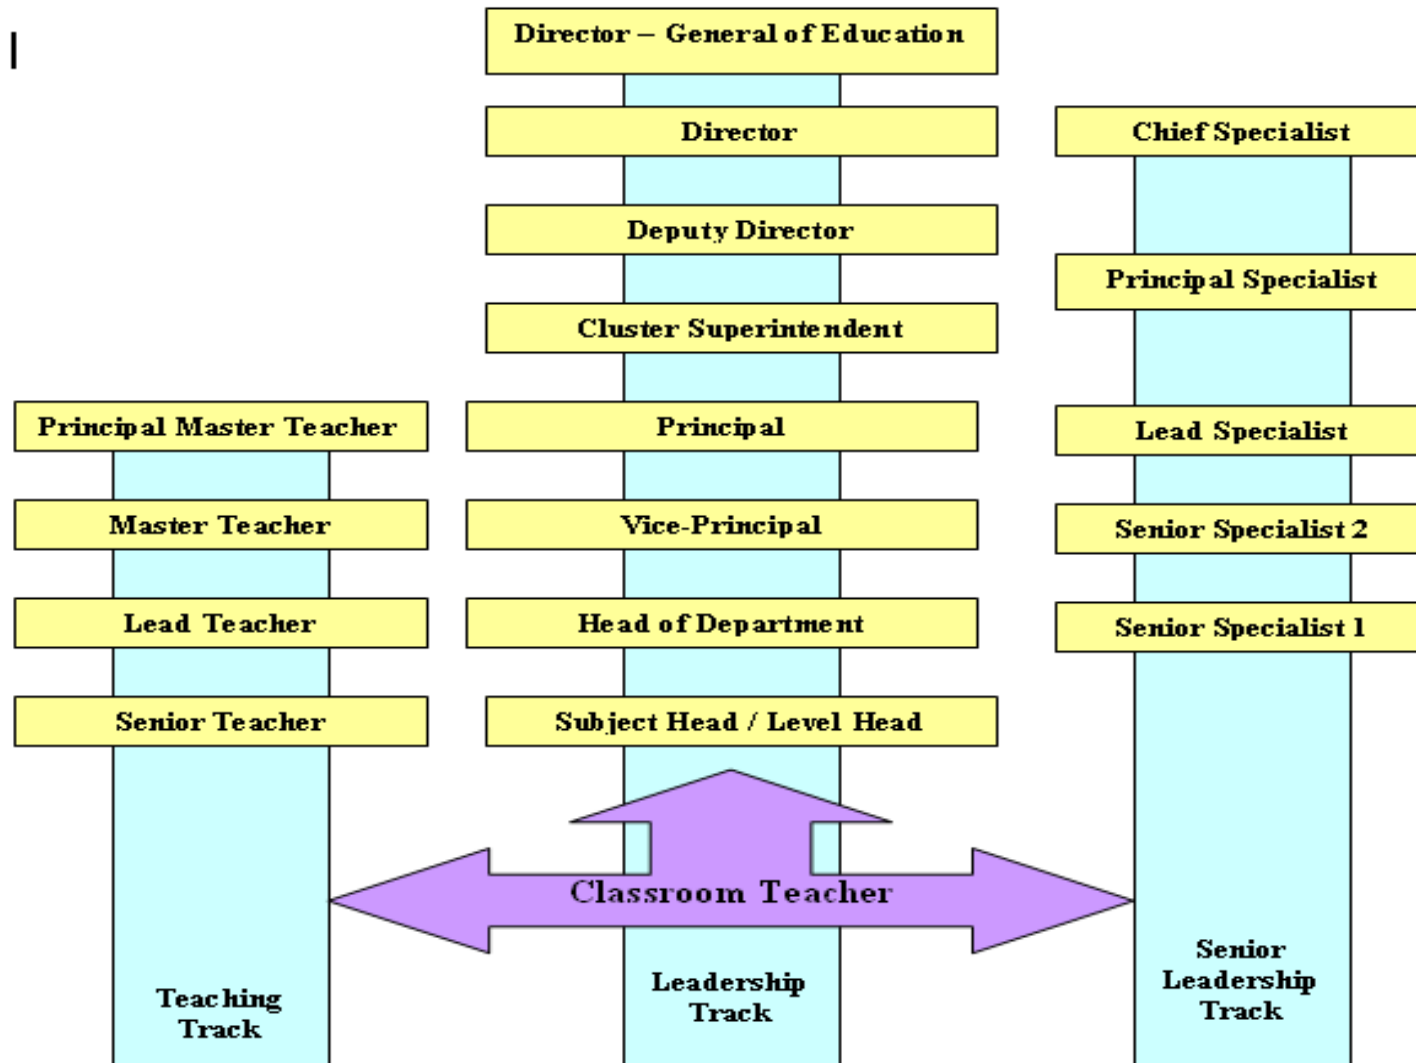 Director – General of Education
Director
Chief Specialist
Deputy Director
Principal Specialist
Cluster Superintendent
Principal Master Teacher
Principal
Lead Specialist
Master Teacher
Vice-Principal
Senior Specialist 2
Lead Teacher
Head of Department
Senior Specialist 1
Senior Teacher
Subject Head / Level Head
Classroom Teacher
Teaching
Track
Leadership
Track
Senior
Leadership
Track